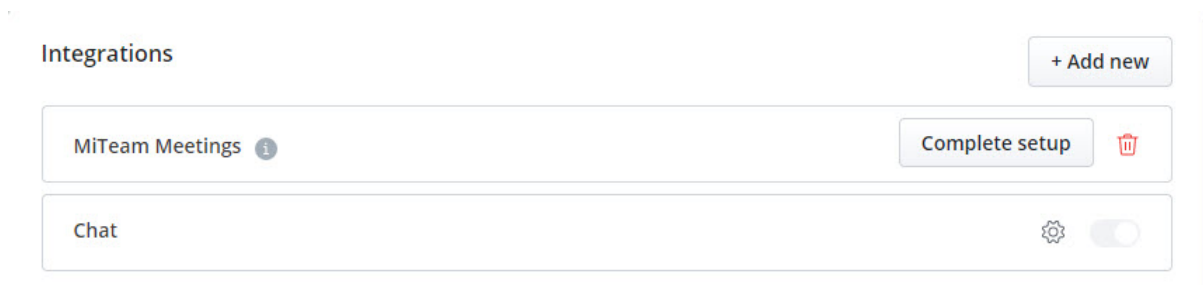 Integrations
+ Add new
MiTeam Meetings
Complete setup
Chat